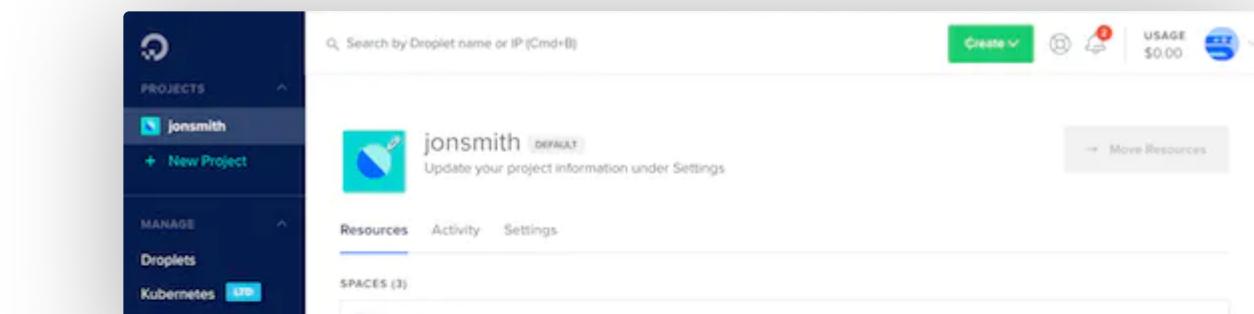 Search by Droplet name or IP (Cmd+B)
Create
2
USAGE
$0.00
PROJECTS
jonsmith
+ New Project
MANAGE
Droplets
Kubernetes LTD
jonsmith DEFAULT
Update your project information under Settings
→ Move Resources
Resources Activity Settings
SPACES (3)